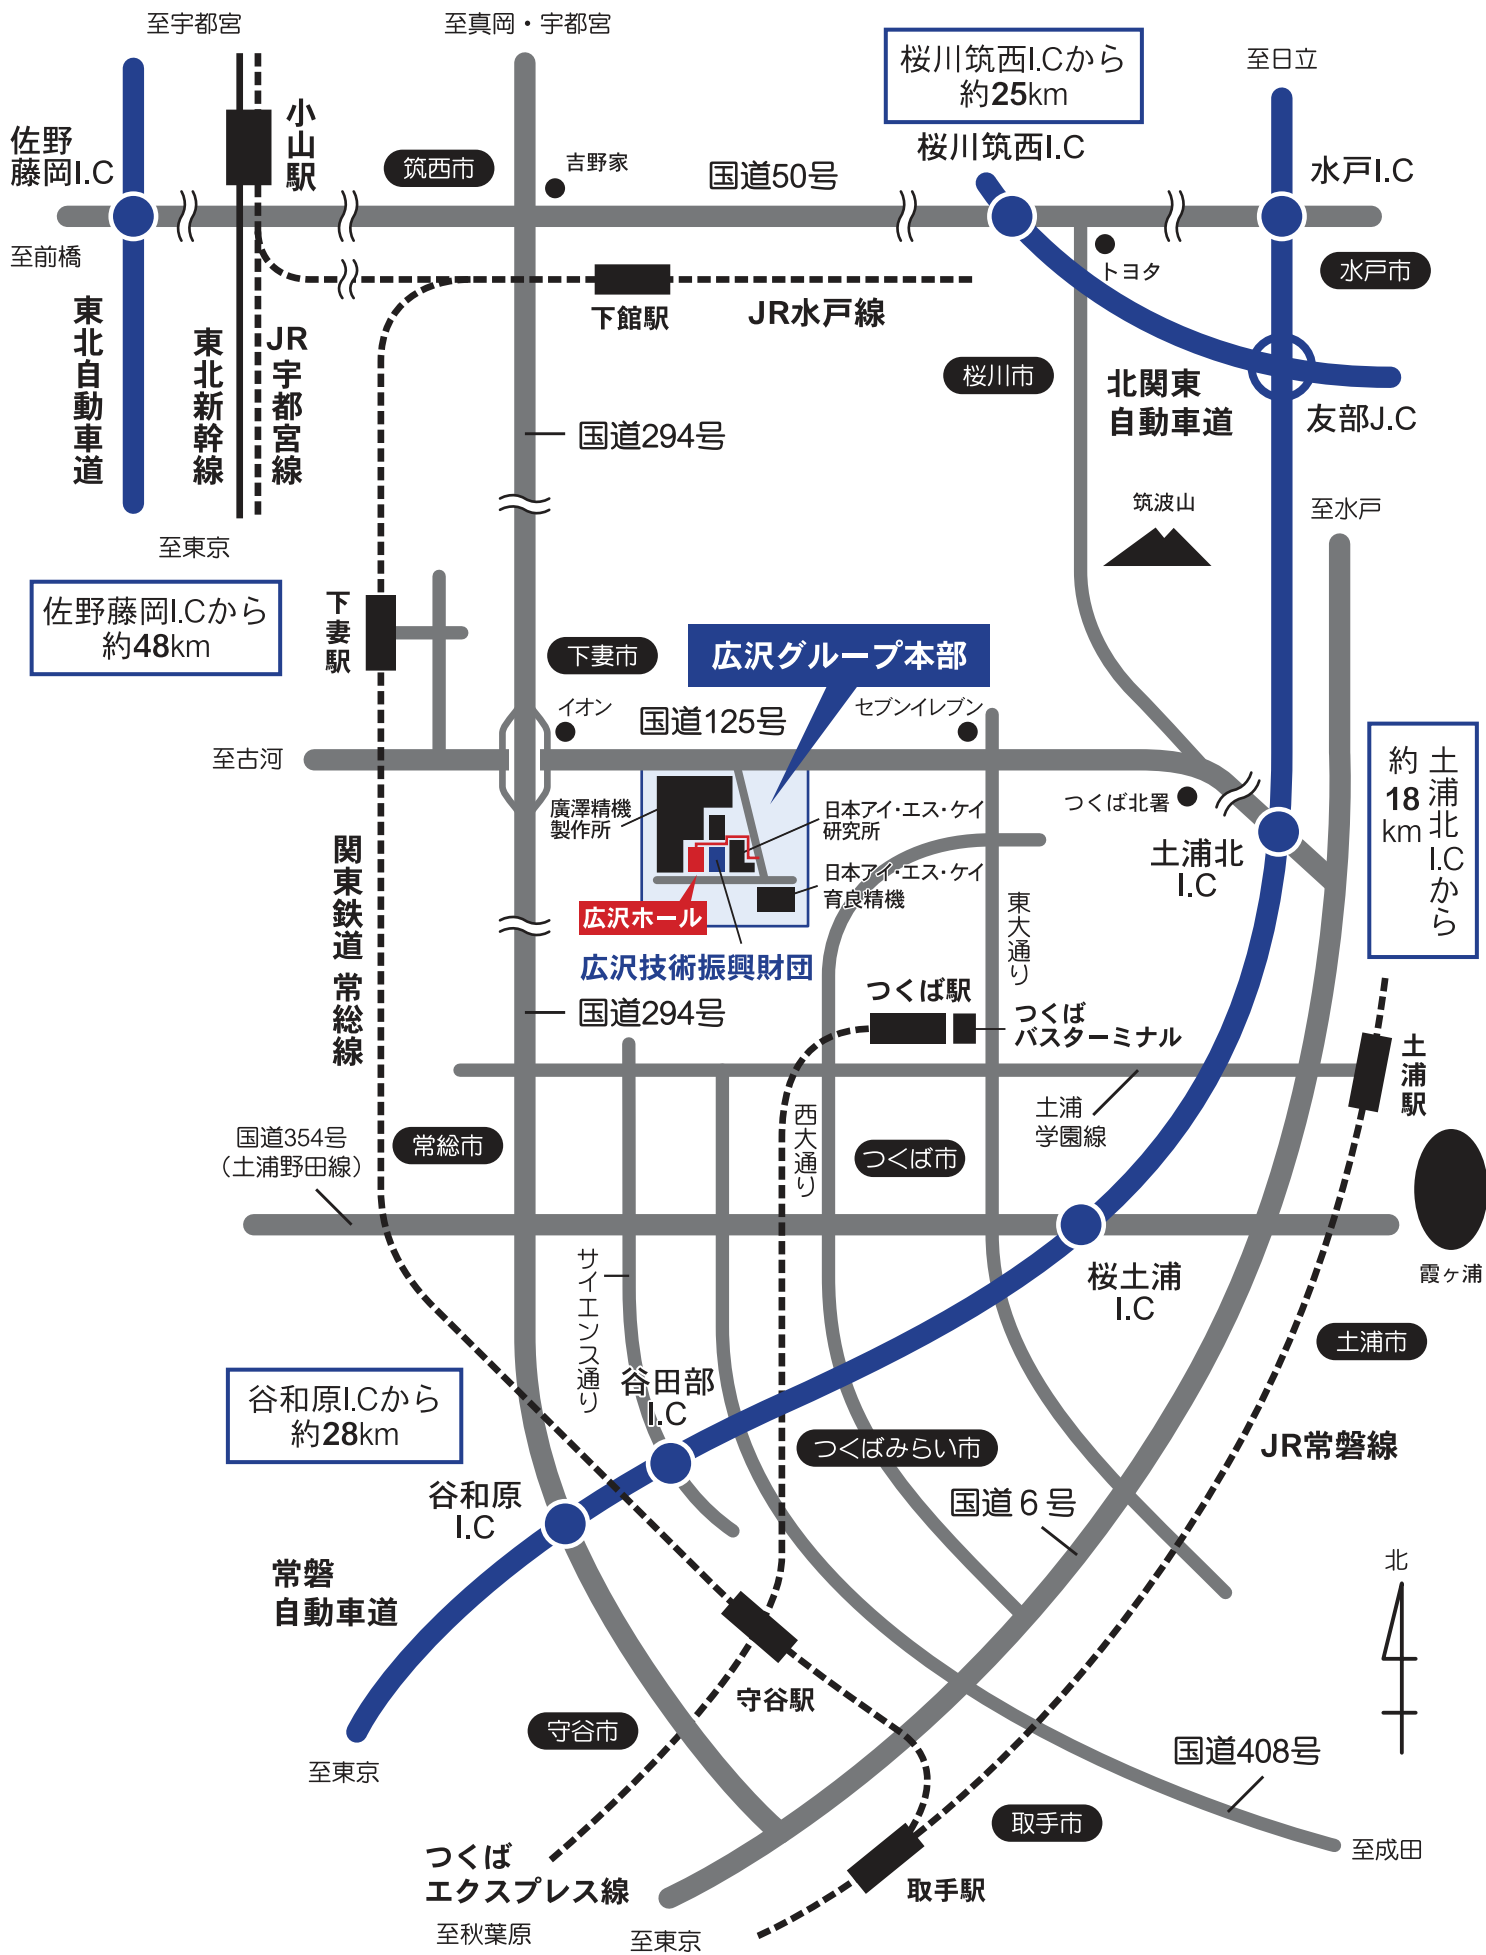 至宇都宮
至真岡・宇都宮
桜川筑西I.Cから
約25km
至日立
佐野
藤岡I.C
小山駅
筑西市
吉野家
国道50号
桜川筑西I.C
水戸I.C
至前橋
トヨタ
水戸市
東北自動車道
東北新幹線
JR宇都宮線
下館駅
JR水戸線
桜川市
北関東
自動車道
友部J.C
国道294号
筑波山
至水戸
至東京
佐野藤岡I.Cから
約48km
下妻駅
下妻市
広沢グループ本部
イオン
国道125号
セブンイレブン
至古河
つくば北署
土浦北I.Cから
約18km
廣澤精機
製作所
日本アイ・エス・ケイ
研究所
土浦北
I.C
日本アイ・エス・ケイ
育良精機
広沢ホール
広沢技術振興財団
関東鉄道 常総線
東大通り
国道294号
つくば駅
つくば
バスターミナル
土浦駅
西大通り
土浦
学園線
国道354号
（土浦野田線）
常総市
つくば市
霞ヶ浦
サイエンス通り
桜土浦
I.C
土浦市
谷和原I.Cから
約28km
谷田部
I.C
つくばみらい市
JR常磐線
谷和原
I.C
国道6号
常磐
自動車道
北
守谷駅
守谷市
至東京
国道408号
取手市
至成田
つくば
エクスプレス線
取手駅
至秋葉原
至東京